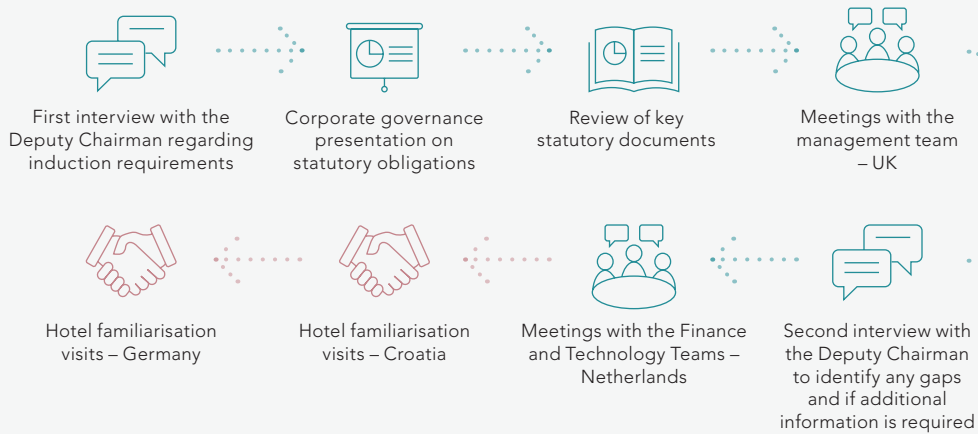 First interview with the
Deputy Chairman regarding
induction requirements
Corporate governance
presentation on
statutory obligations
Review of key
statutory documents
Meetings with the
management team
– UK
Second interview with
the Deputy Chairman
to identify any gaps
and if additional
information is required
Meetings with the Finance
and Technology Teams –
Netherlands
Hotel familiarisation
visits – Croatia
Hotel familiarisation
visits – Germany